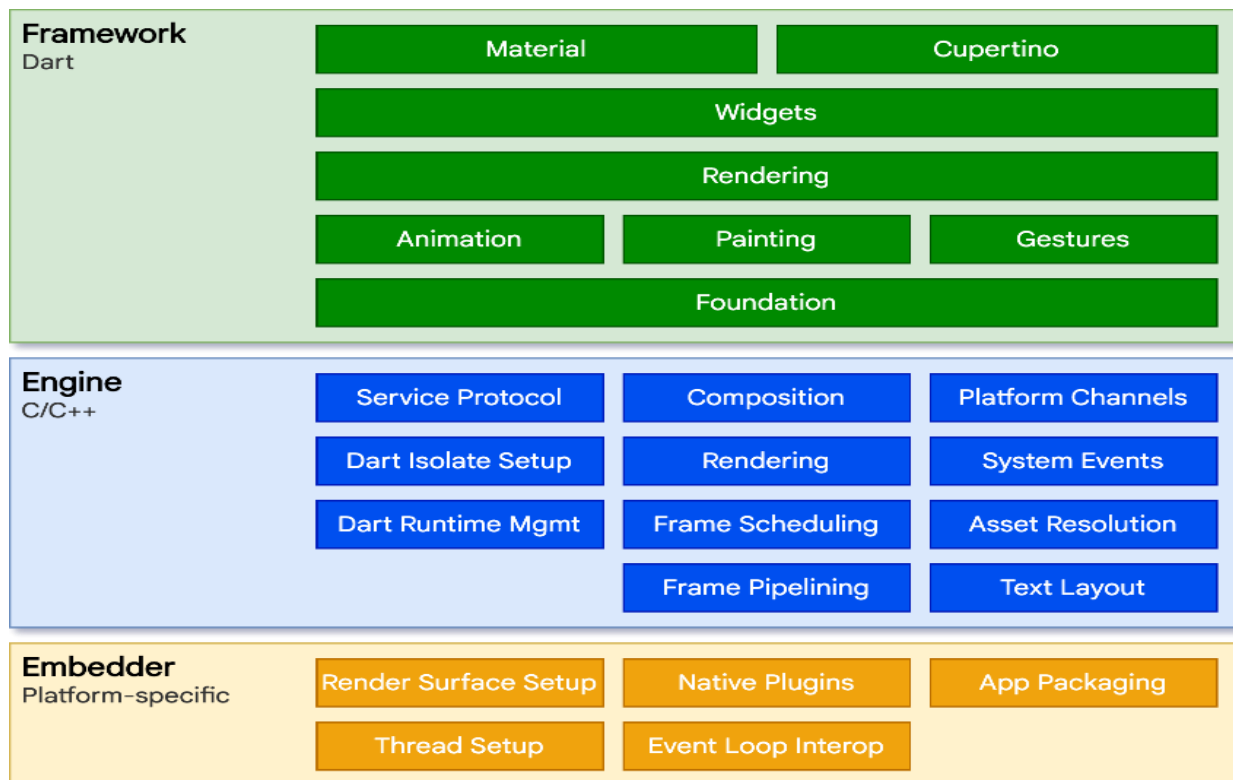 Framework
Dart
Material
Cupertino
Widgets
Rendering
Animation
Painting
Gestures
Foundation
Engine
C/C++
Service Protocol
Composition
Platform Channels
Dart Isolate Setup
Rendering
System Events
Dart Runtime Mgmt
Frame Scheduling
Asset Resolution
Frame Pipelining
Text Layout
Embedder
Platform-specific
Render Surface Setup
Native Plugins
App Packaging
Thread Setup
Event Loop Interop